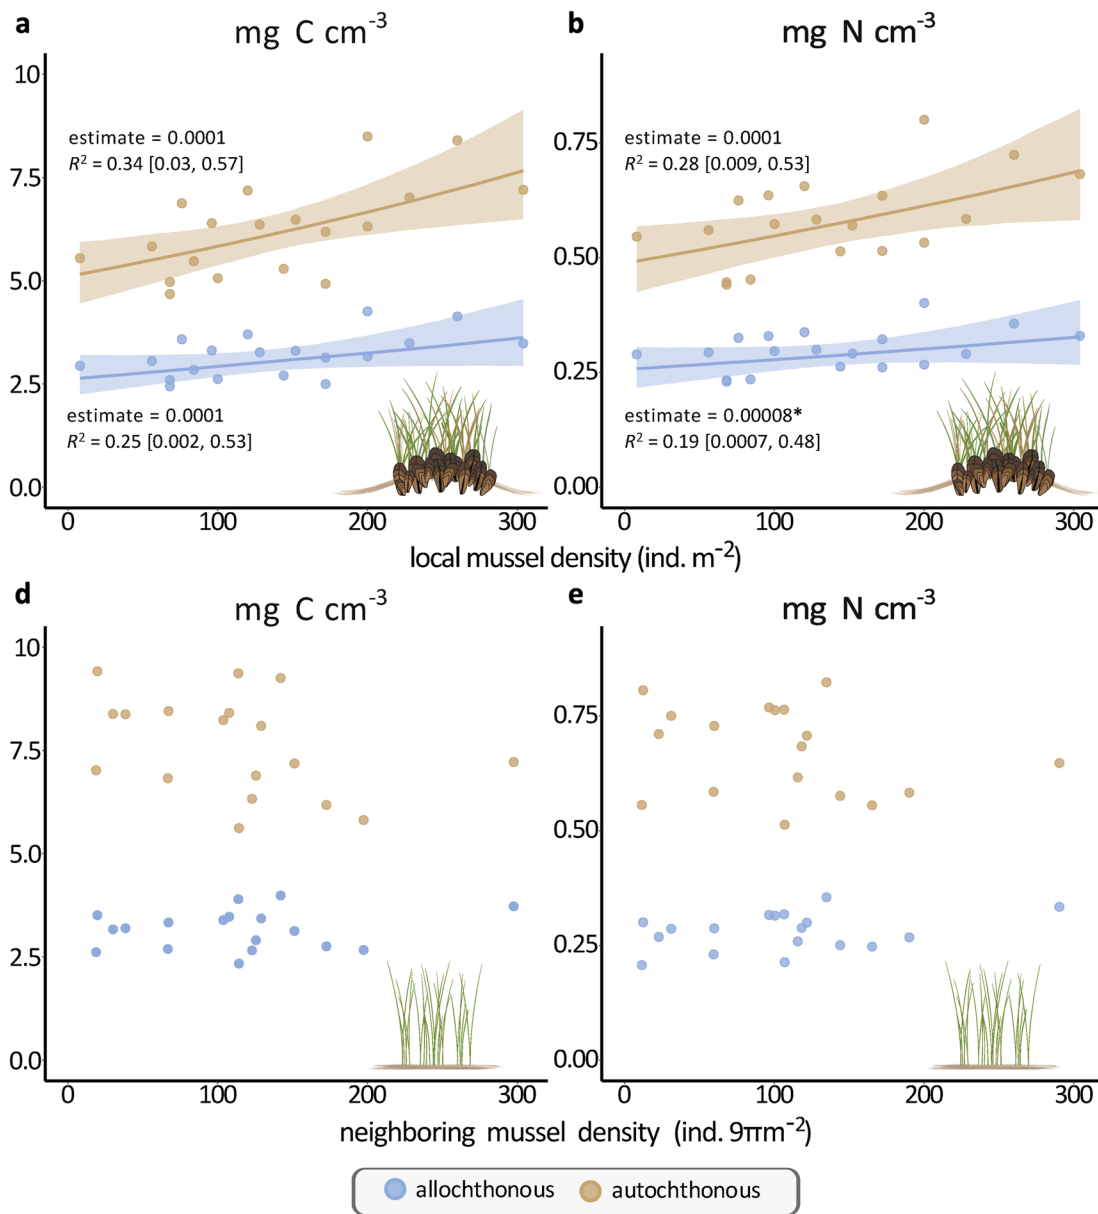 a
mg C cm⁻³
10
7.5
5.0
2.5
0.0
estimate = 0.0001
R² = 0.34 [0.03, 0.57]
estimate = 0.0001
R² = 0.25 [0.002, 0.53]
0 100 200 300
b
mg N cm⁻³
0.75
0.50
0.25
0.00
estimate = 0.0001
R² = 0.28 [0.009, 0.53]
estimate = 0.00008*
R² = 0.19 [0.0007, 0.48]
0 100 200 300
local mussel density (ind. m⁻²)
d
mg C cm⁻³
10
7.5
5.0
2.5
0.0
0 100 200 300
e
mg N cm⁻³
0.75
0.50
0.25
0.00
0 100 200 300
neighboring mussel density (ind. 9πm⁻²)
allochthonous autochthonous